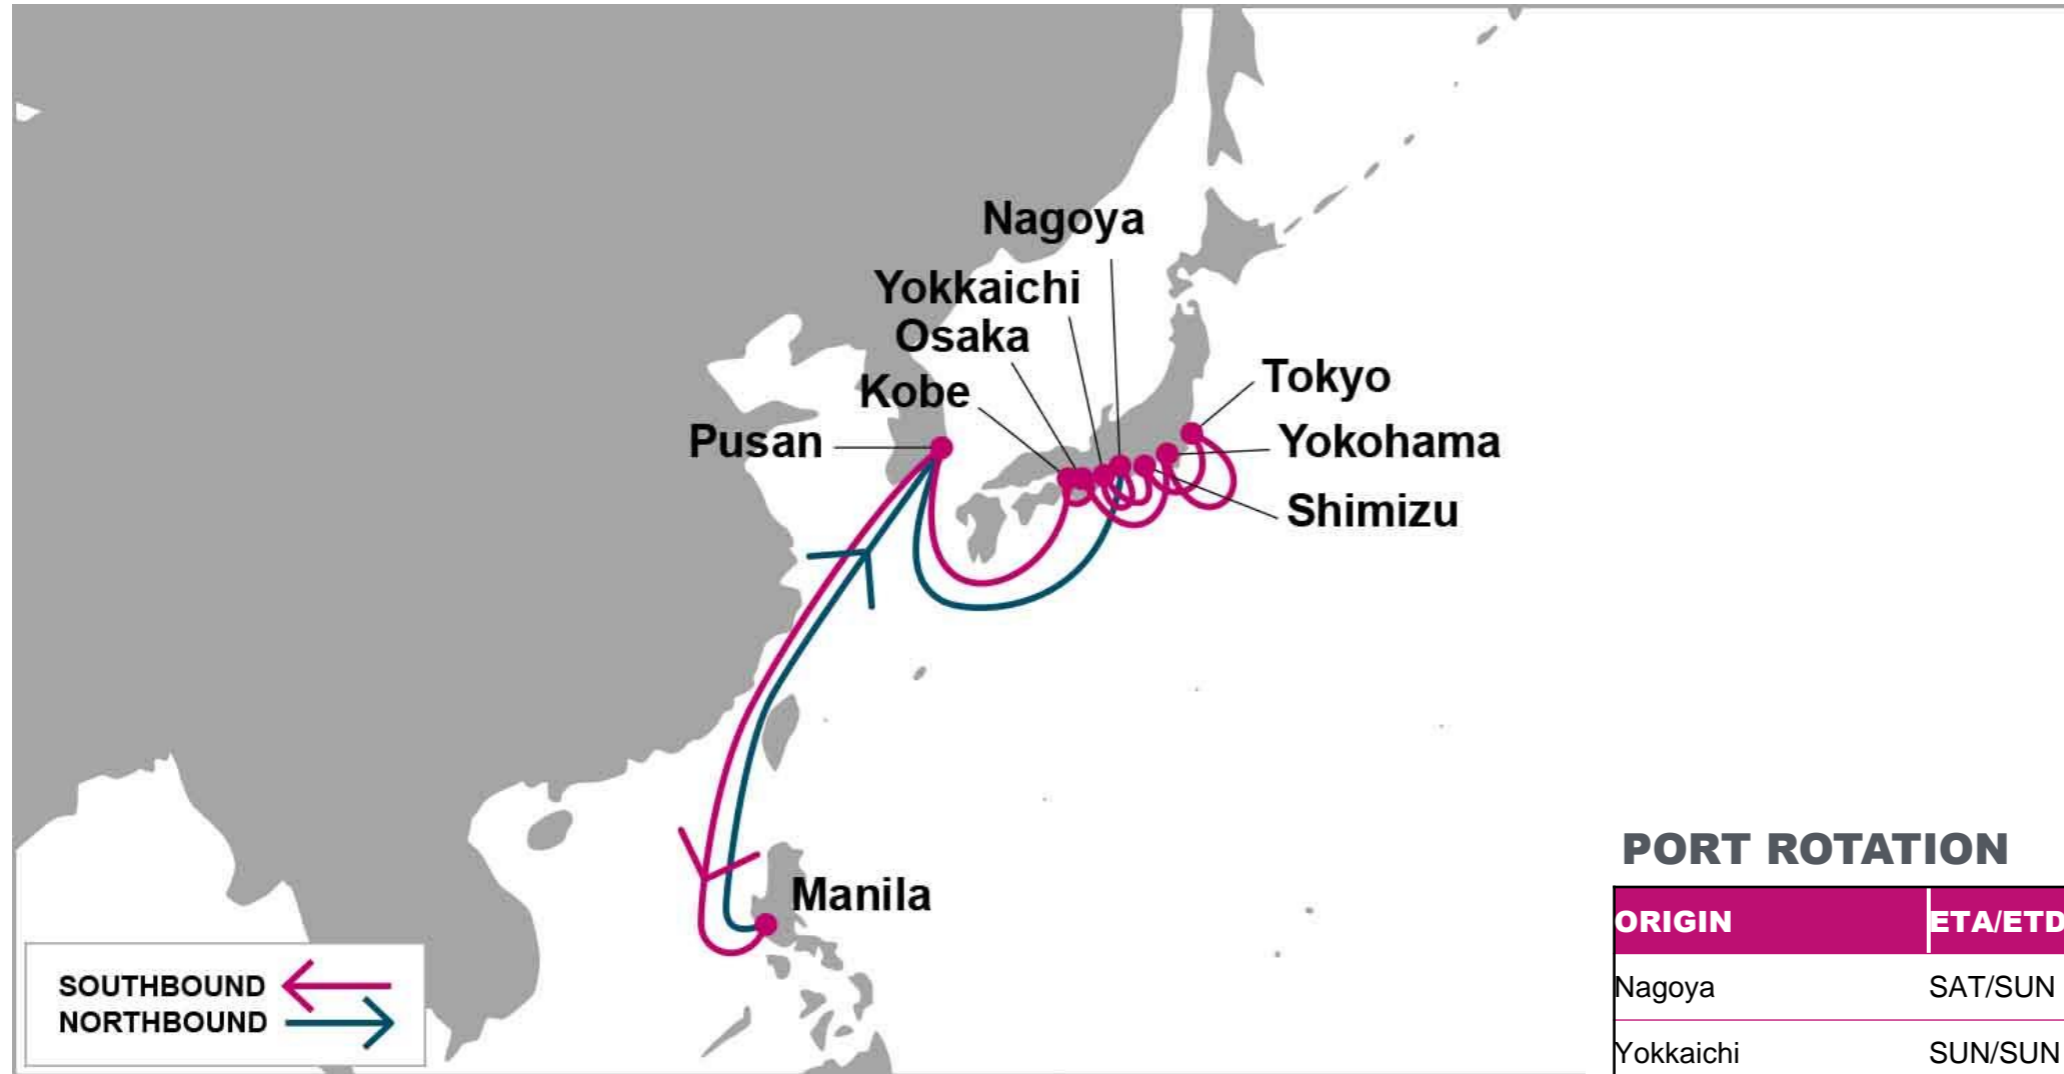 Nagoya
Yokkaichi
Osaka
Kobe
Tokyo
Pusan
Yokohama
Shimizu
Manila
SOUTHBOUND
NORTHBOUND
PORT ROTATION
ORIGIN ETA/ETD
Nagoya SAT/SUN
Yokkaichi SUN/SUN